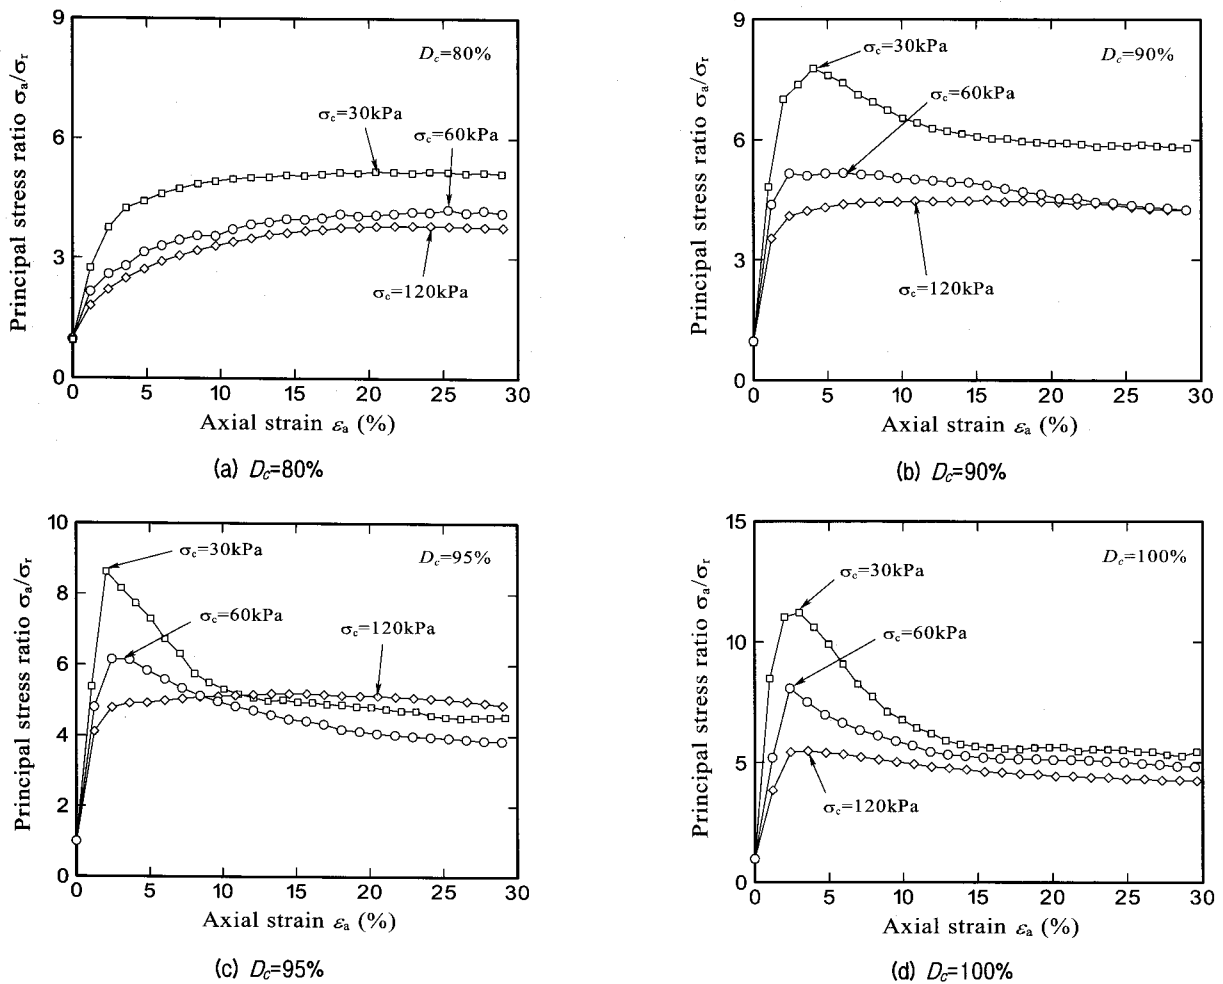 Principal stress ratio σa/σr
9
6
3
0
Dc=80%
σc=30kPa
σc=60kPa
σc=120kPa
0 5 10 15 20 25 30
Axial strain εa (%)
(a) Dc=80%
Principal stress ratio σa/σr
9
6
3
0
Dc=90%
σc=30kPa
σc=60kPa
σc=120kPa
0 5 10 15 20 25 30
Axial strain εa (%)
(b) Dc=90%
Principal stress ratio σa/σr
10
8
6
4
2
0
Dc=95%
σc=30kPa
σc=60kPa
σc=120kPa
0 5 10 15 20 25 30
Axial strain εa (%)
(c) Dc=95%
Principal stress ratio σa/σr
15
10
5
0
Dc=100%
σc=30kPa
σc=60kPa
σc=120kPa
0 5 10 15 20 25 30
Axial strain εa (%)
(d) Dc=100%